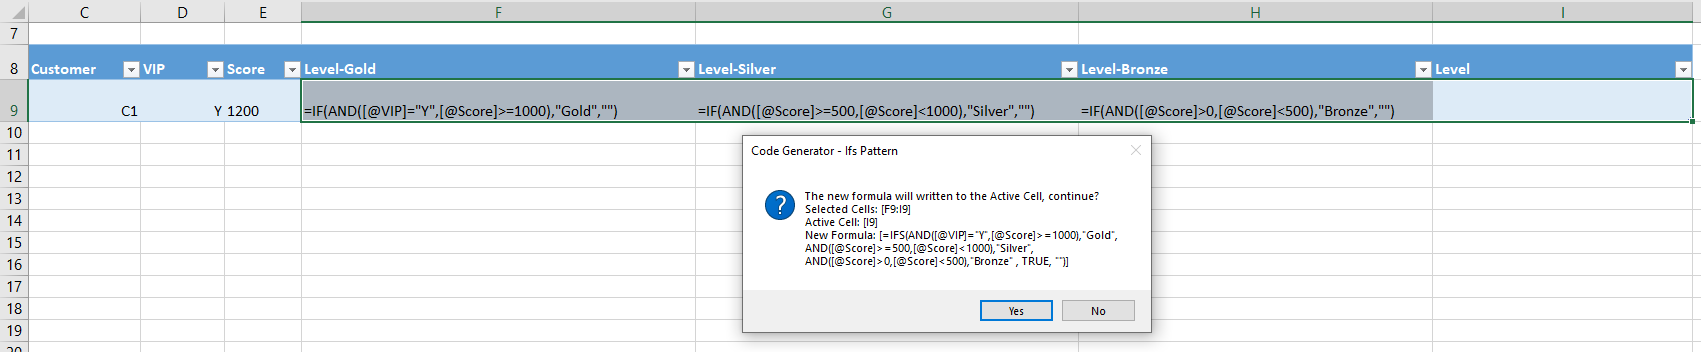 C D E F G H I
7
8 Customer VIP Score Level-Gold Level-Silver Level-Bronze Level
9 C1 Y 1200 =IF(AND([@VIP]="Y",[@Score]>=1000),"Gold","") =IF(AND([@Score]>=500,[@Score]<1000),"Silver","") =IF(AND([@Score]>0,[@Score]<500),"Bronze","")
10
11
Code Generator - Ifs Pattern
12
13
The new formula will written to the Active Cell, continue?
Selected Cells: [F9:I9]
14
Active Cell: [I9]
New Formula: [=IFS(AND([@VIP]="Y",[@Score]>=1000),"Gold",
15
AND([@Score]>=500,[@Score]<1000),"Silver",
AND([@Score]>0,[@Score]<500),"Bronze" , TRUE, "")]
16
17
18 Yes No
19
20